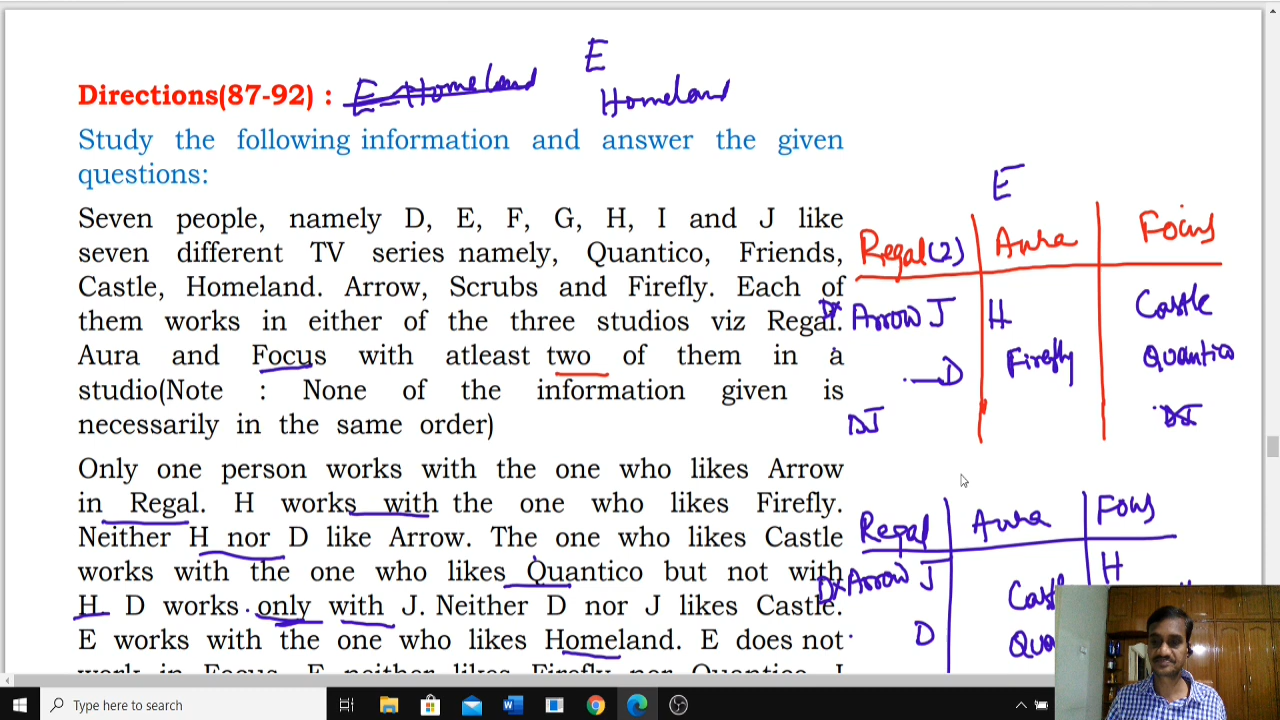 E
Directions(87-92) : E - Homeland
Homeland
Study the following information and answer the given
questions:
E
Seven people, namely D, E, F, G, H, I and J like
Regal(2) Aura Focus
seven different TV series namely, Quantico, Friends,
Castle, Homeland. Arrow, Scrubs and Firefly. Each of
them works in either of the three studios viz Regal.
Arrow J H Castle
Aura and Focus with atleast two of them in a
D Firefly Quantico
studio(Note : None of the information given is
necessarily in the same order)
DJ DJ
Only one person works with the one who likes Arrow
in Regal. H works with the one who likes Firefly.
Regal Aura Focus
Neither H nor D like Arrow. The one who likes Castle
works with the one who likes Quantico but not with
Arrow J H
H. D works only with J. Neither D nor J likes Castle.
E works with the one who likes Homeland. E does not
D
Type here to search